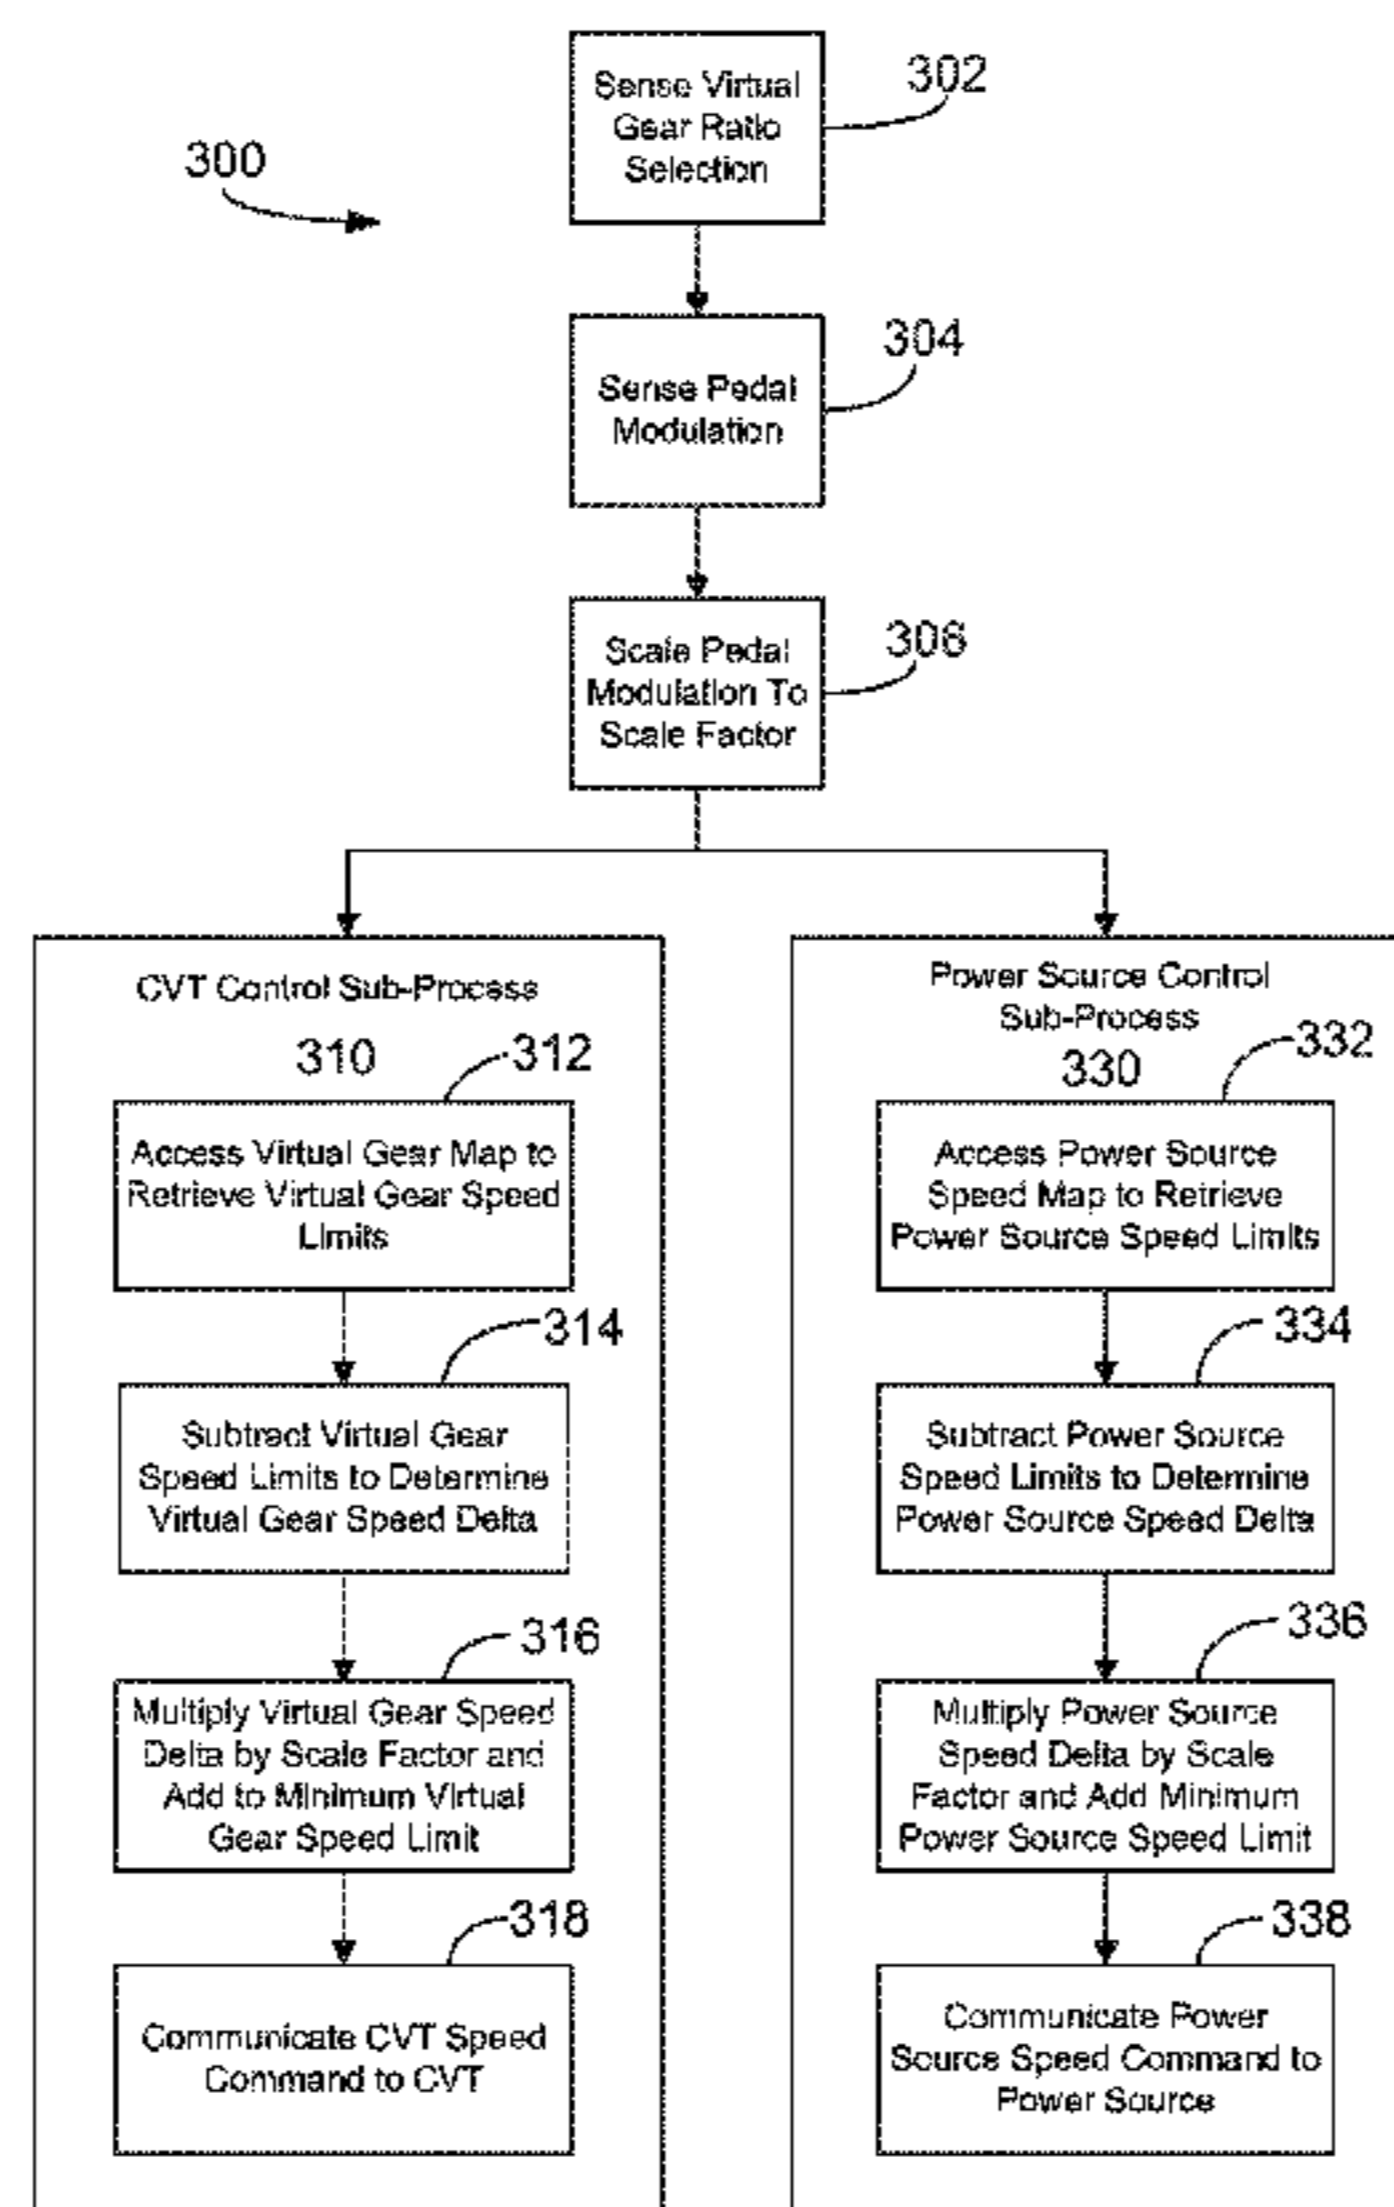 302
Sense Virtual
Gear Ratio
Selection
300
304
Sense Pedal
Modulation
306
Scale Pedal
Modulation To
Scale Factor
CVT Control Sub-Process
310
312
Access Virtual Gear Map to
Retrieve Virtual Gear Speed
Limits
314
Subtract Virtual Gear
Speed Limits to Determine
Virtual Gear Speed Delta
316
Multiply Virtual Gear Speed
Delta by Scale Factor and
Add to Minimum Virtual
Gear Speed Limit
318
Communicate CVT Speed
Command to CVT
Power Source Control
Sub-Process
330
332
Access Power Source
Speed Map to Retrieve
Power Source Speed Limits
334
Subtract Power Source
Speed Limits to Determine
Power Source Speed Delta
336
Multiply Power Source
Speed Delta by Scale
Factor and Add Minimum
Power Source Speed Limit
338
Communicate Power
Source Speed Command to
Power Source